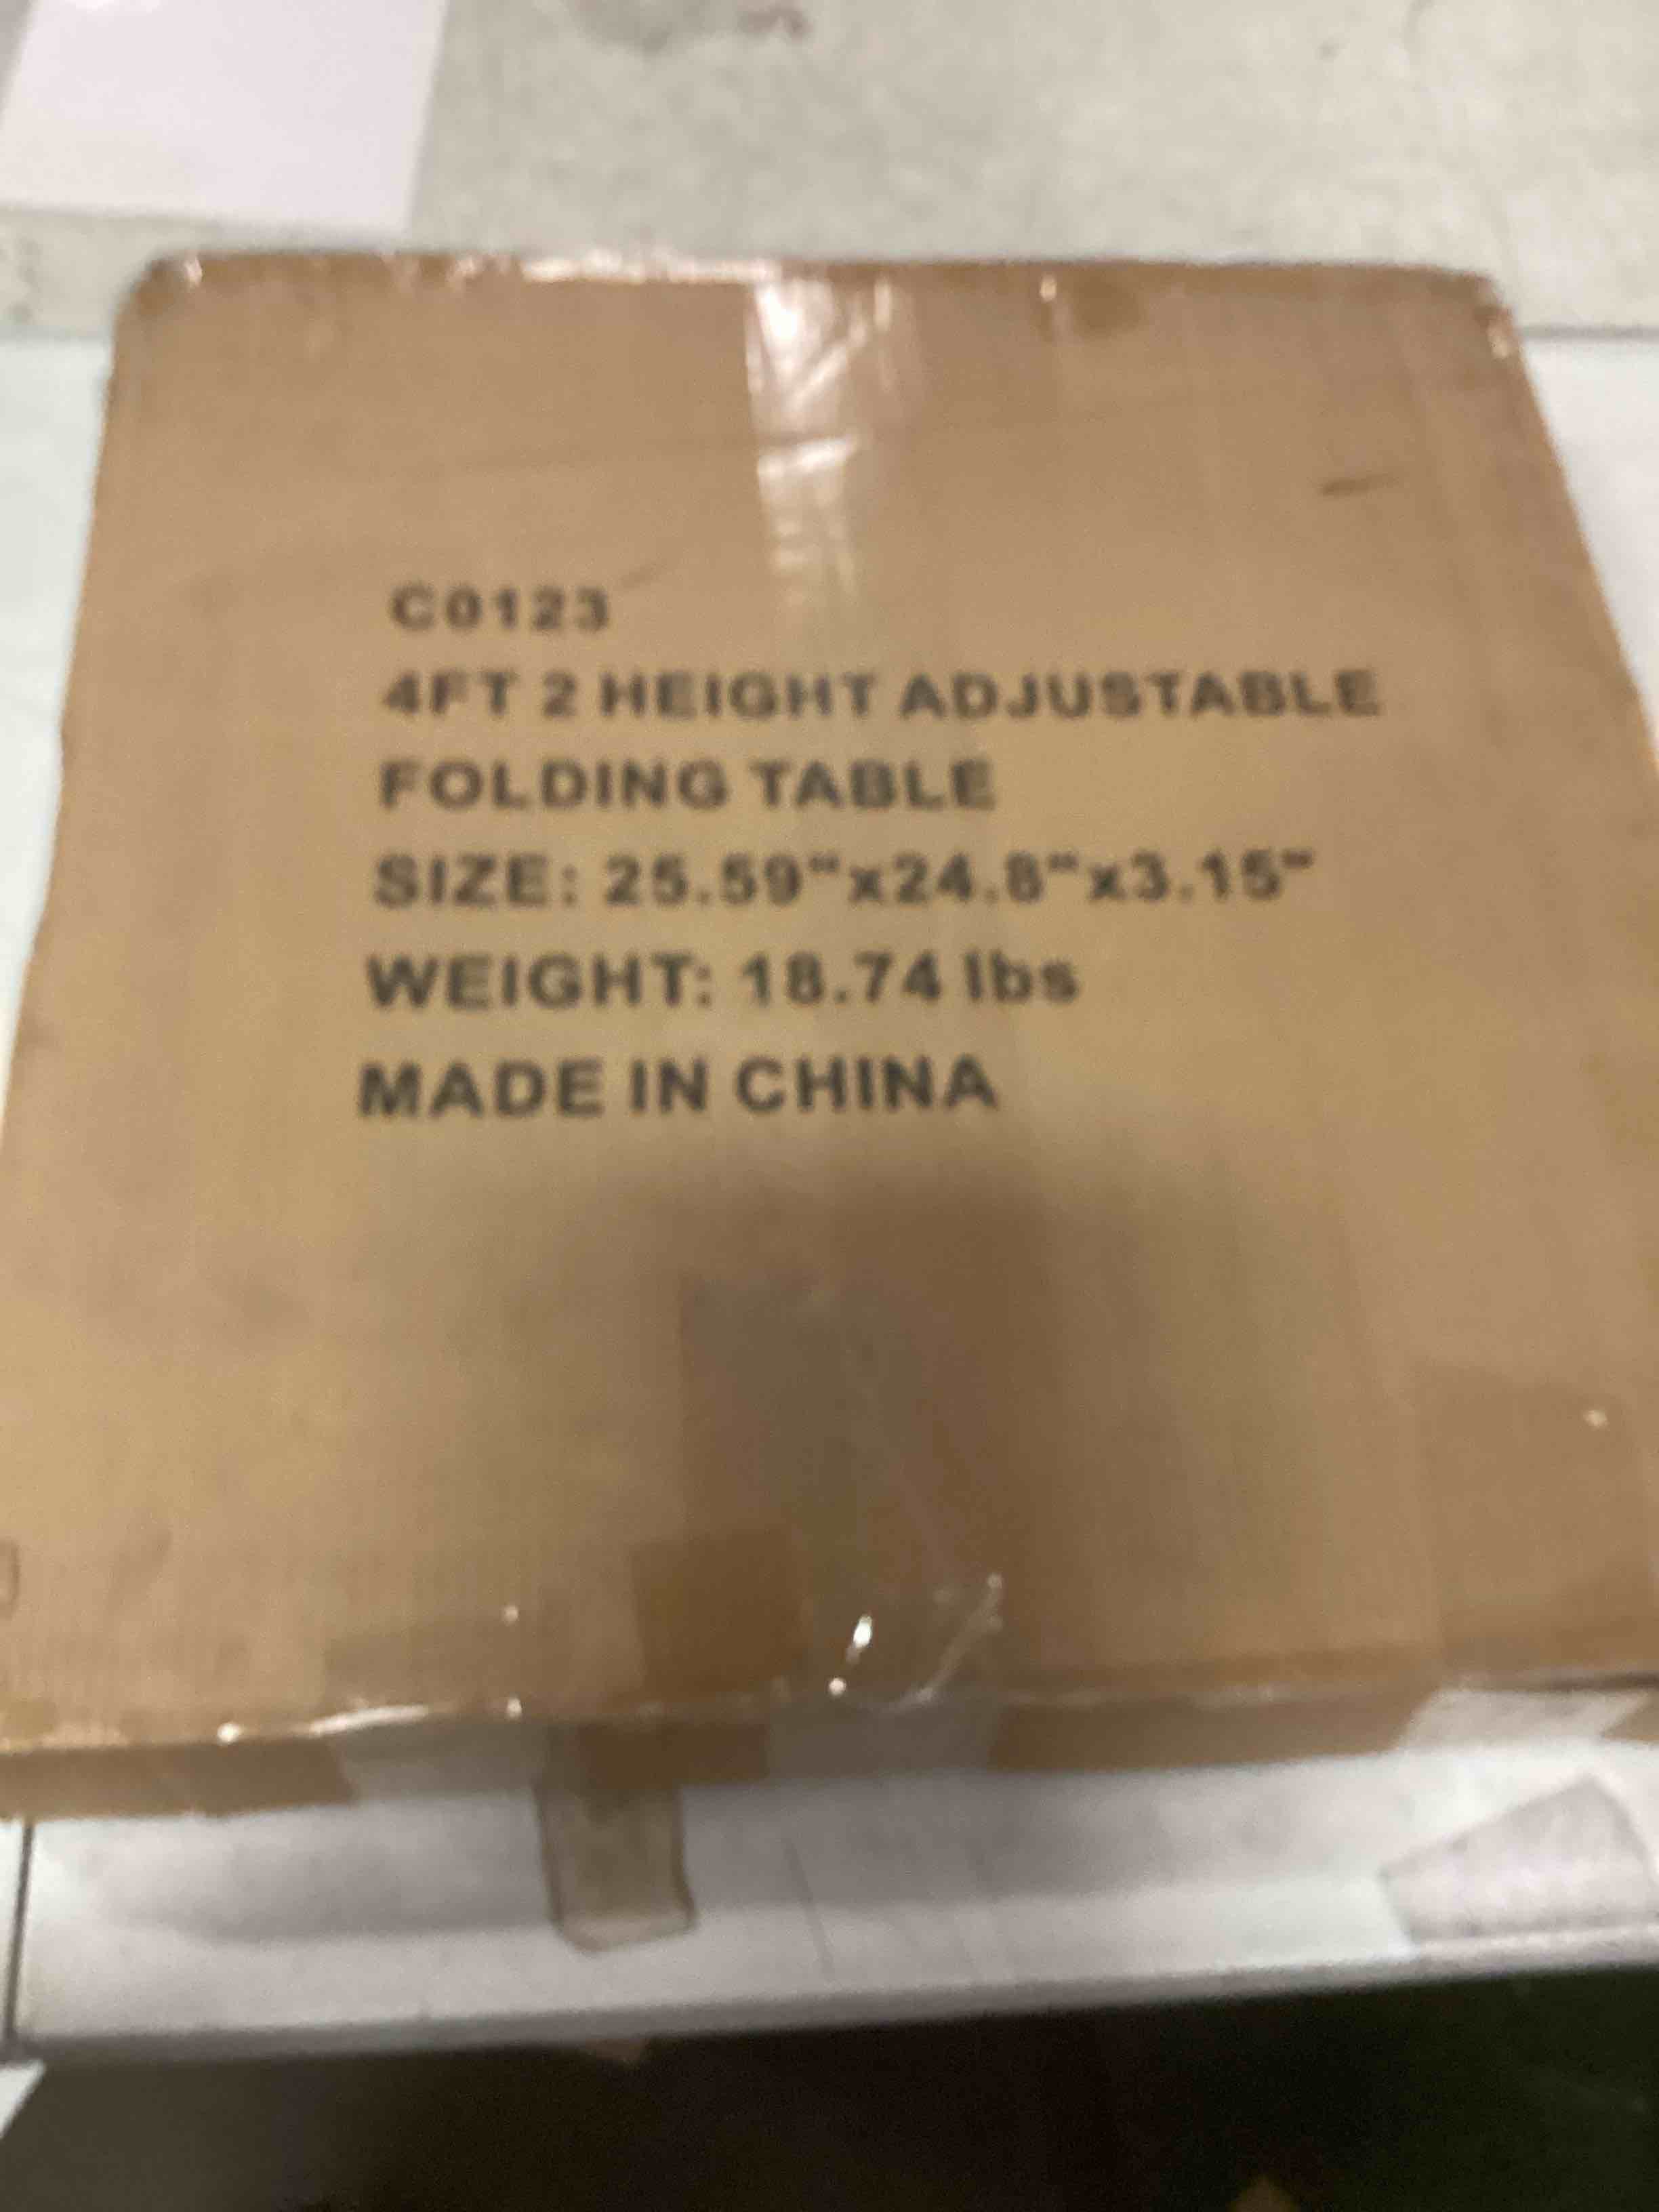 C0123
4FT 2 HEIGHT ADJUSTABLE
FOLDING TABLE
SIZE: 25.59"x24.8"x3.15"
WEIGHT: 18.74 lbs
MADE IN CHINA